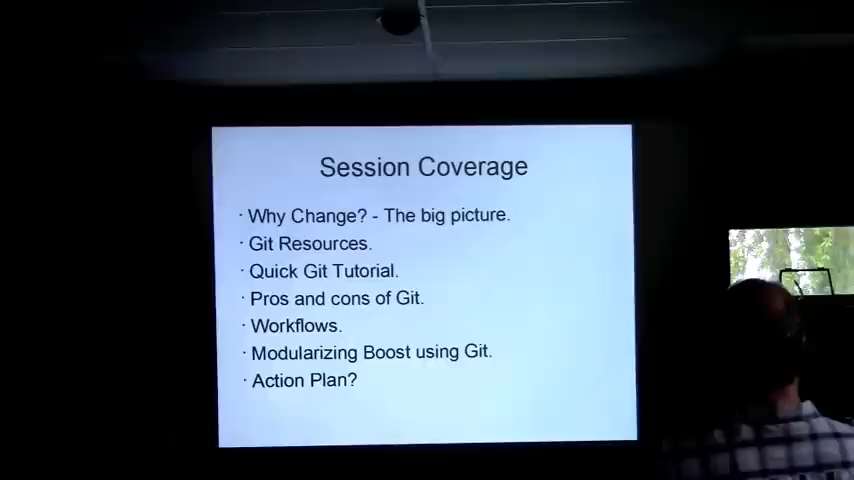 Session Coverage
· Why Change? - The big picture.
· Git Resources.
· Quick Git Tutorial.
· Pros and cons of Git.
· Workflows.
· Modularizing Boost using Git.
· Action Plan?